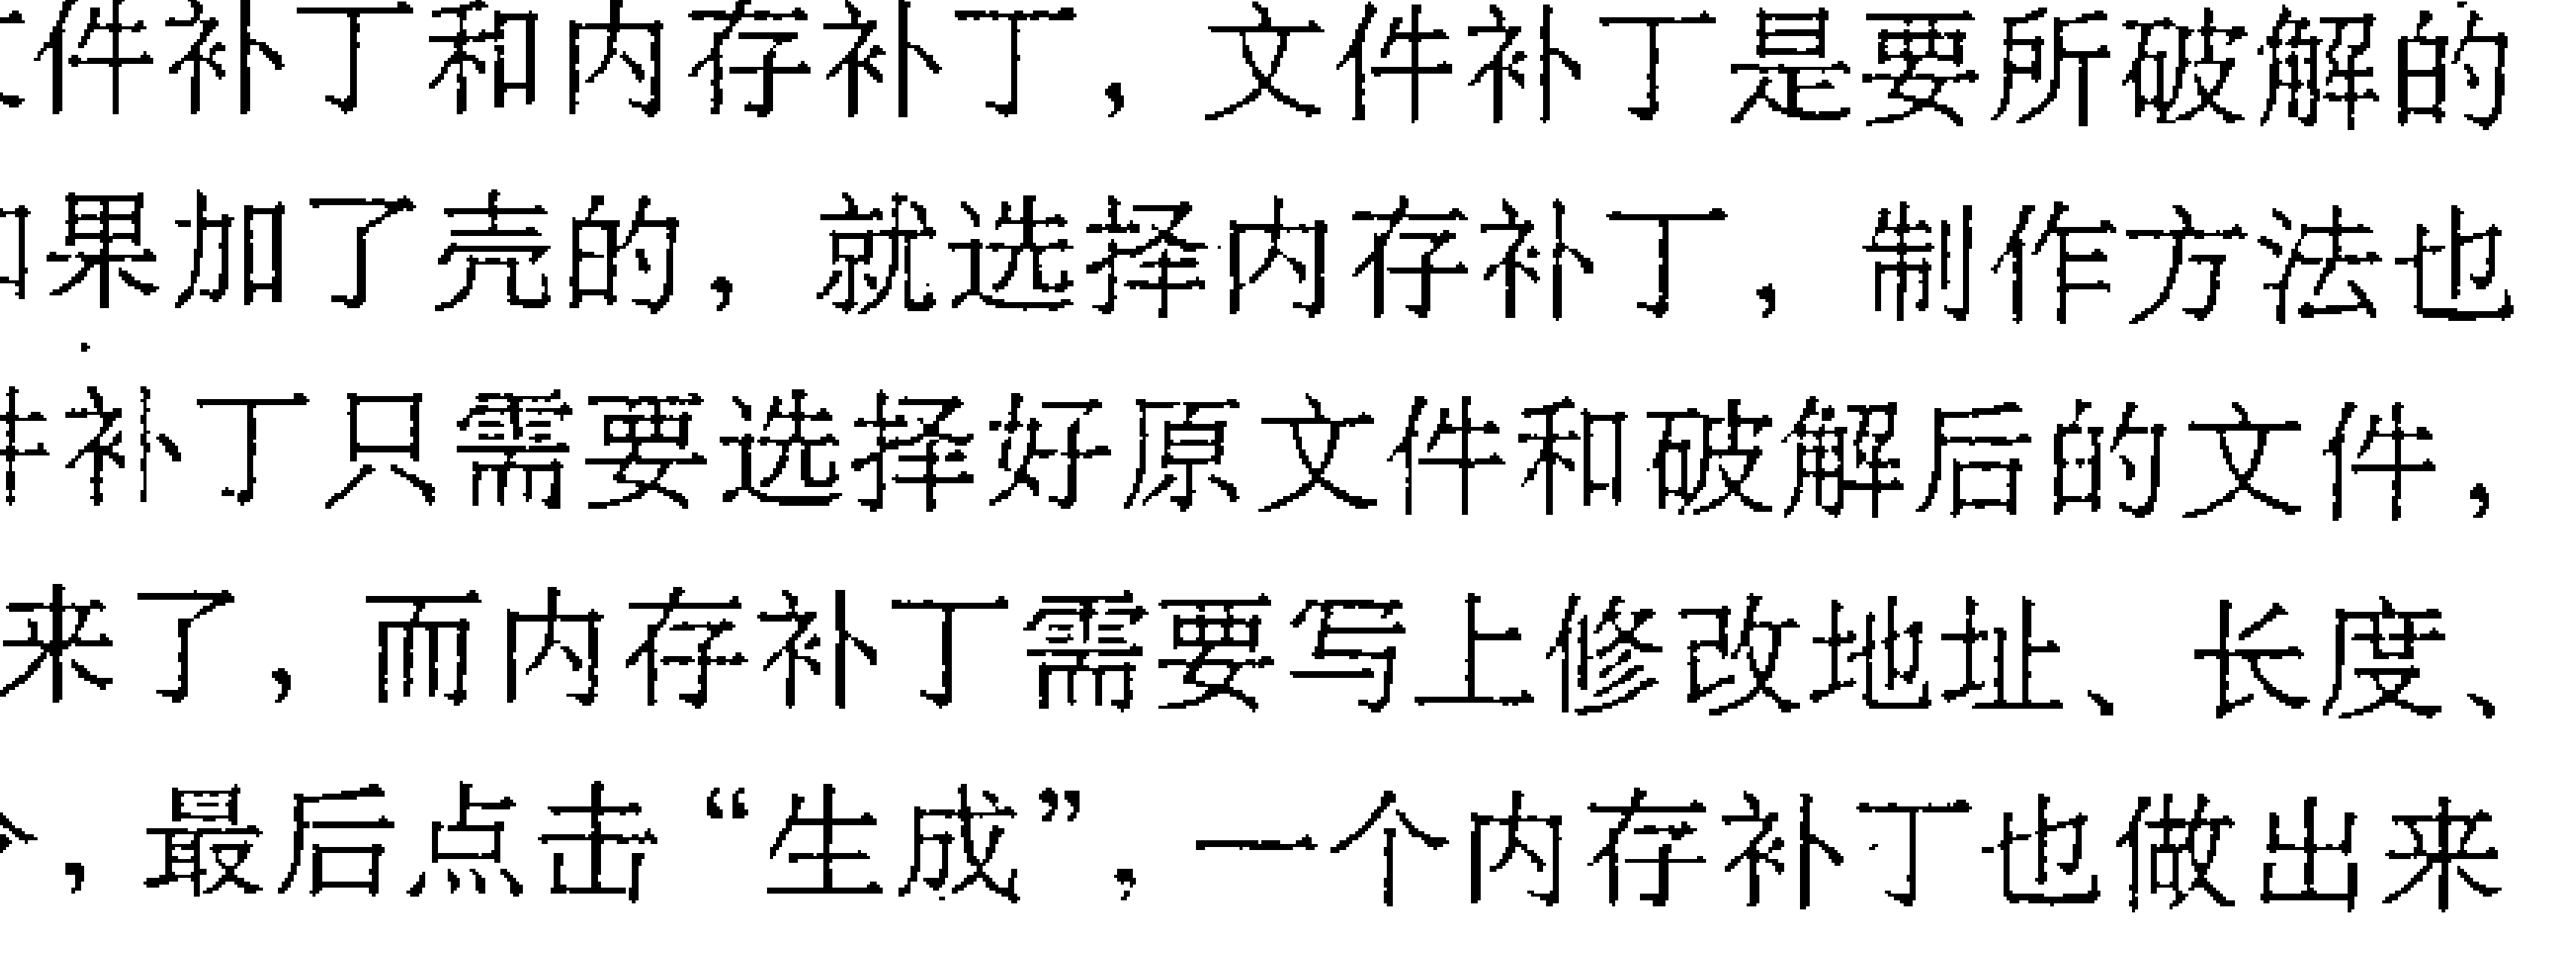 件补丁和内存补丁，文件补丁是要所破解的
果加了壳的，就选择内存补丁，制作方法也
补丁只需要选择好原文件和破解后的文件，
来了，而内存补丁需要写上修改地址、长度、
，最后点击“生成”，一个内存补丁也做出来